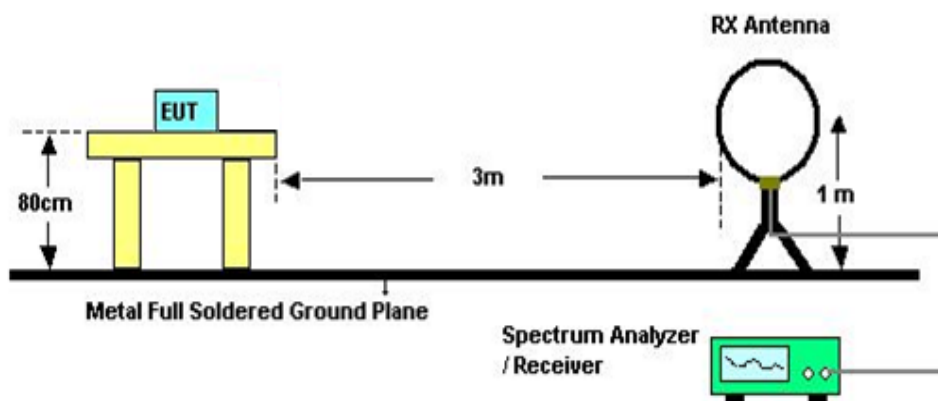 RX Antenna
EUT
80cm
3m
1 m
Metal Full Soldered Ground Plane
Spectrum Analyzer
/ Receiver